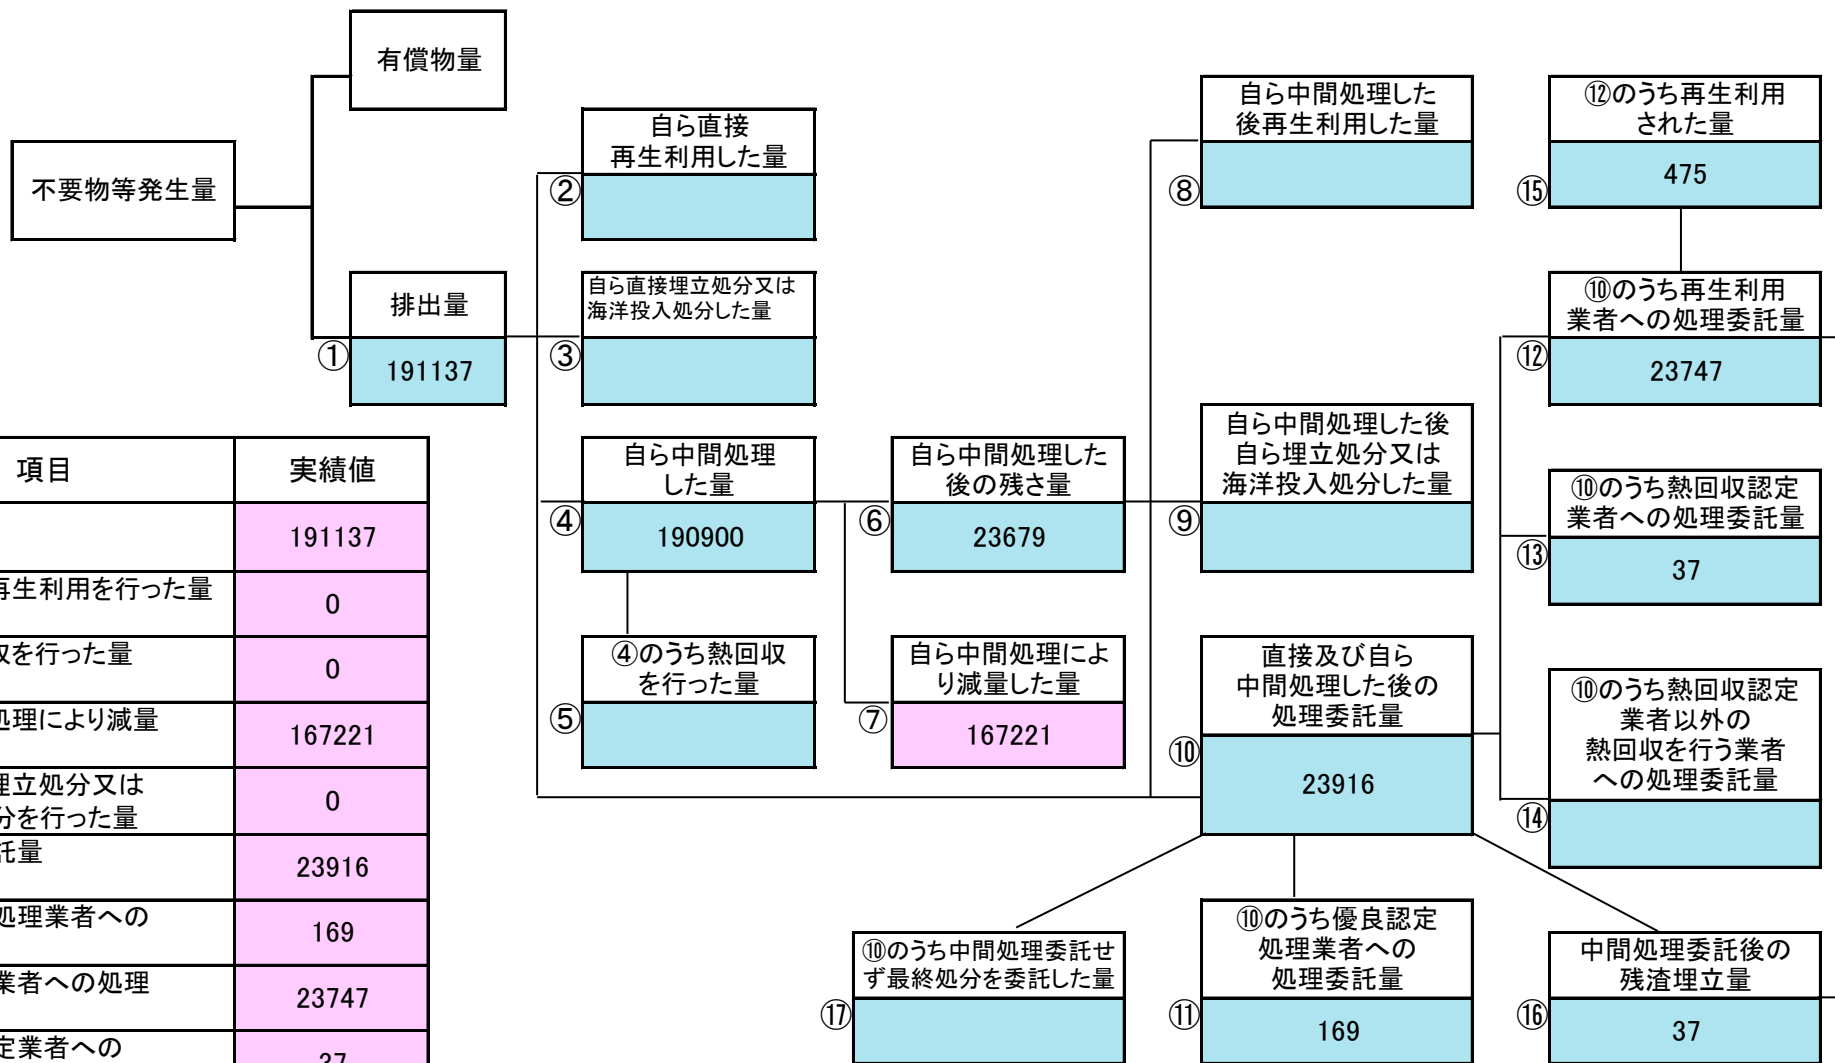 有償物量
不要物等発生量
排出量
①
191137
自ら直接
再生利用した量
②
自ら直接埋立処分又は
海洋投入処分した量
③
自ら中間処理
した量
④
190900
④のうち熱回収
を行った量
⑤
自ら中間処理した
後の残さ量
⑥
23679
自ら中間処理によ
り減量した量
⑦
167221
自ら中間処理した
後再生利用した量
⑧
自ら中間処理した後
自ら埋立処分又は
海洋投入処分した量
⑨
直接及び自ら
中間処理した後の
処理委託量
⑩
23916
⑫のうち再生利用
された量
⑮
475
⑩のうち再生利用
業者への処理委託量
⑫
23747
⑩のうち熱回収認定
業者への処理委託量
⑬
37
⑩のうち熱回収認定
業者以外の
熱回収を行う業者
への処理委託量
⑭
⑩のうち中間処理委託せ
ず最終処分を委託した量
⑰
⑩のうち優良認定
処理業者への
処理委託量
⑪
169
中間処理委託後の
残渣埋立量
⑯
37
項目 実績値
191137
再生利用を行った量
0
を行った量
0
処理により減量
167221
埋立処分又は
分を行った量
0
託量
23916
処理業者への
169
業者への処理
23747
定業者への
37